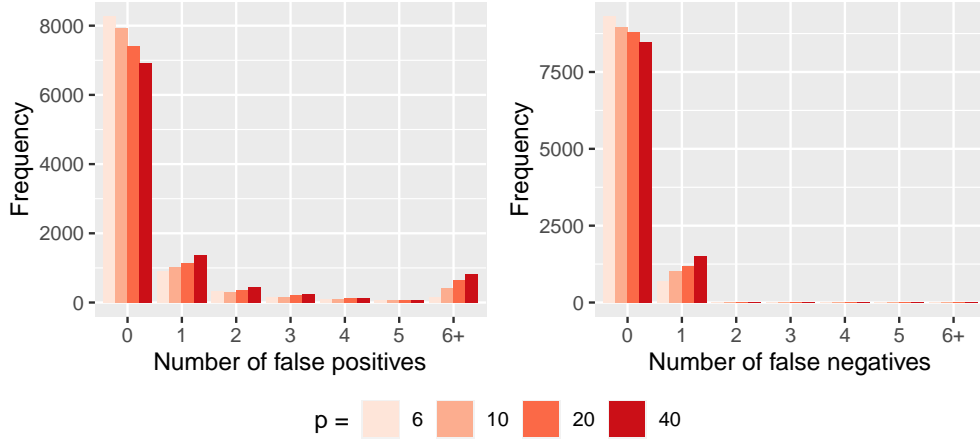 Frequency
8000
6000
4000
2000
0
0 1 2 3 4 5 6+
Number of false positives
Frequency
7500
5000
2500
0
0 1 2 3 4 5 6+
Number of false negatives
p = 6 10 20 40